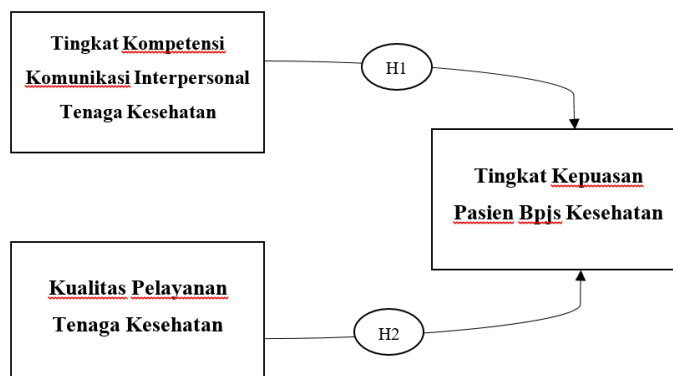 Tingkat Kompetensi
Komunikasi Interpersonal
Tenaga Kesehatan
H1
Tingkat Kepuasan
Pasien Bpjs Kesehatan
Kualitas Pelayanan
Tenaga Kesehatan
H2